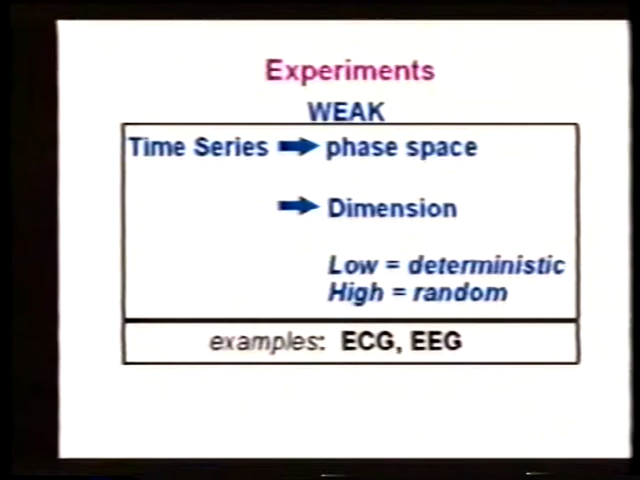 Experiments
WEAK
Time Series → phase space
→ Dimension
Low = deterministic
High = random
examples: ECG, EEG